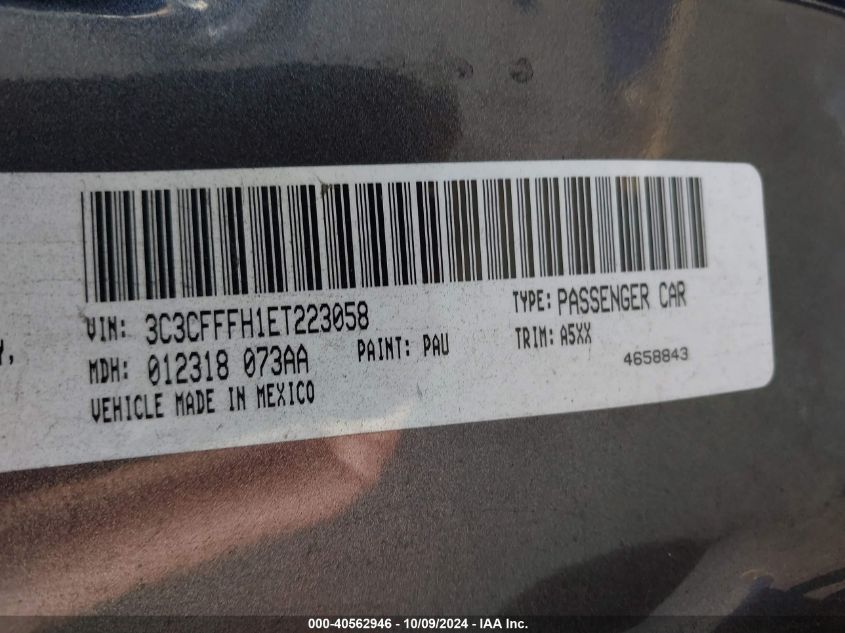 VIN: 3C3CFFFH1ET223058
TYPE: PASSENGER CAR
Y,
MDH: 012318 073AA
PAINT: PAU
TRIM: A5XX
4658843
VEHICLE MADE IN MEXICO
000-40562946 - 10/09/2024 - IAA Inc.